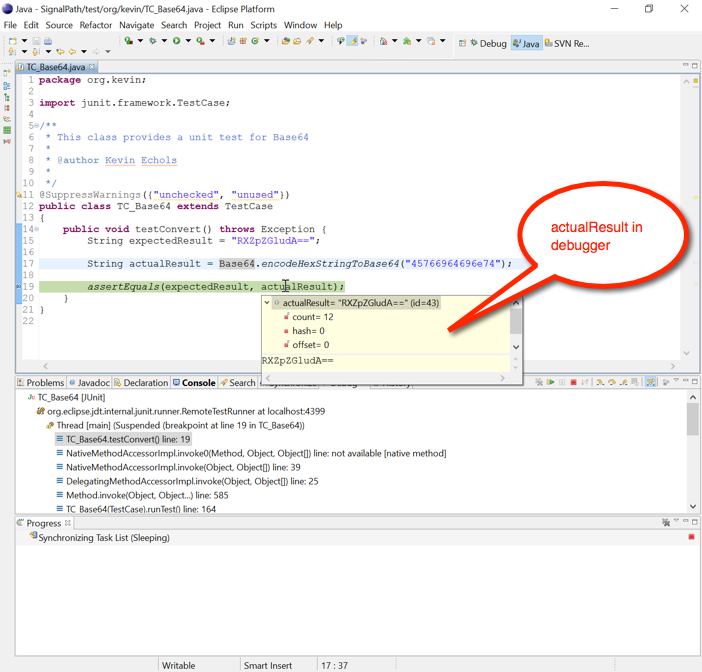 Java - SignalPath/test/org/kevin/TC_Base64.java - Eclipse Platform
File Edit Source Refactor Navigate Search Project Run Scripts Window Help
Debug Java SVN Re...
TC_Base64.java
1 package org.kevin;
2
3 import junit.framework.TestCase;
4
5 /**
6 * This class provides a unit test for Base64
7 *
8 * @author Kevin Echols
9 *
10 */
11 @SuppressWarnings({"unchecked", "unused"})
12 public class TC_Base64 extends TestCase
13 {
14 public void testConvert() throws Exception {
15 String expectedResult = "RXZpZGludA==";
16
17 String actualResult = Base64.encodeHexStringToBase64("45766964696e74");
18
19 assertEquals(expectedResult, actualResult);
20 }
21 }
22
actualResult in
debugger
actualResult= "RXZpZGludA==" (id=43)
count= 12
hash= 0
offset= 0
RXZpZGludA==
Problems Javadoc Declaration Console Search
TC_Base64 [JUnit]
org.eclipse.jdt.internal.junit.runner.RemoteTestRunner at localhost:4399
Thread [main] (Suspended (breakpoint at line 19 in TC_Base64))
TC_Base64.testConvert() line: 19
NativeMethodAccessorImpl.invoke0(Method, Object, Object[]) line: not available [native method]
NativeMethodAccessorImpl.invoke(Object, Object[]) line: 39
DelegatingMethodAccessorImpl.invoke(Object, Object[]) line: 25
Method.invoke(Object, Object...) line: 585
TC_Base64(TestCase).runTest() line: 164
Progress
Synchronizing Task List (Sleeping)
Writable Smart Insert 17 : 37